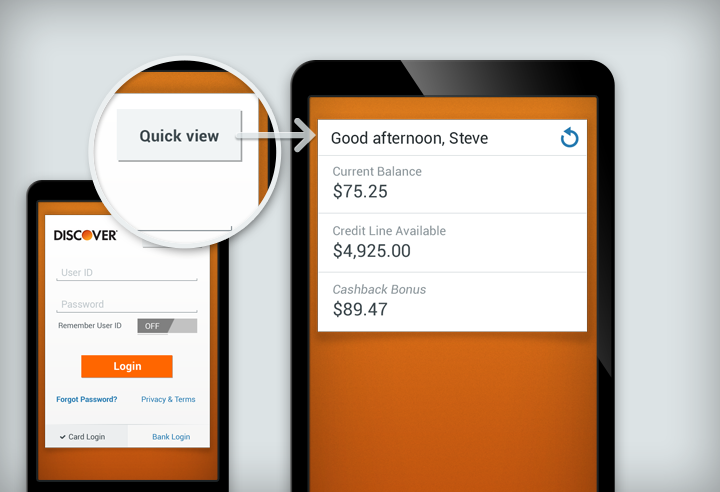 Quick view
DISCOVER
User ID
Password
Remember User ID OFF
Login
Forgot Password? Privacy & Terms
Card Login Bank Login
Good afternoon, Steve
Current Balance
$75.25
Credit Line Available
$4,925.00
Cashback Bonus
$89.47